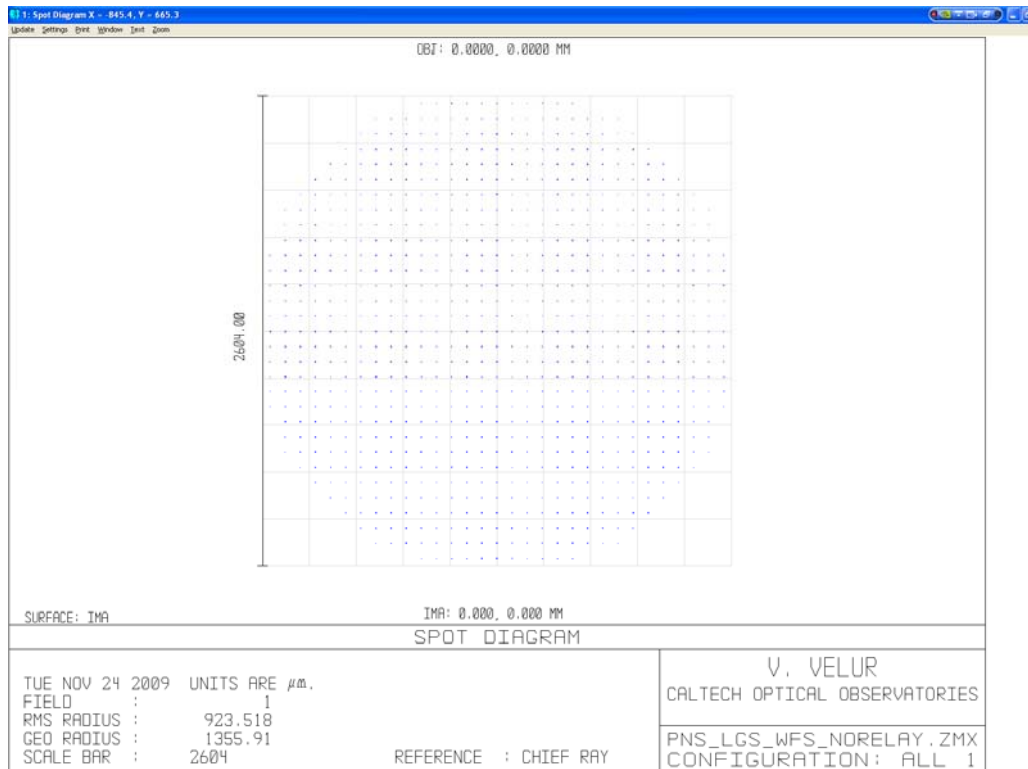 1: Spot Diagram X = -845.4, Y = 665.3
Update Settings Print Window Text Zoom
OBJ: 0.0000, 0.0000 MM
2604.00
SURFACE: IMA
IMA: 0.000, 0.000 MM
SPOT DIAGRAM
TUE NOV 24 2009 UNITS ARE µm.
FIELD : 1
RMS RADIUS : 923.518
GEO RADIUS : 1355.91
SCALE BAR : 2604 REFERENCE : CHIEF RAY
V. VELUR
CALTECH OPTICAL OBSERVATORIES
PNS_LGS_WFS_NORELAY.ZMX
CONFIGURATION: ALL 1